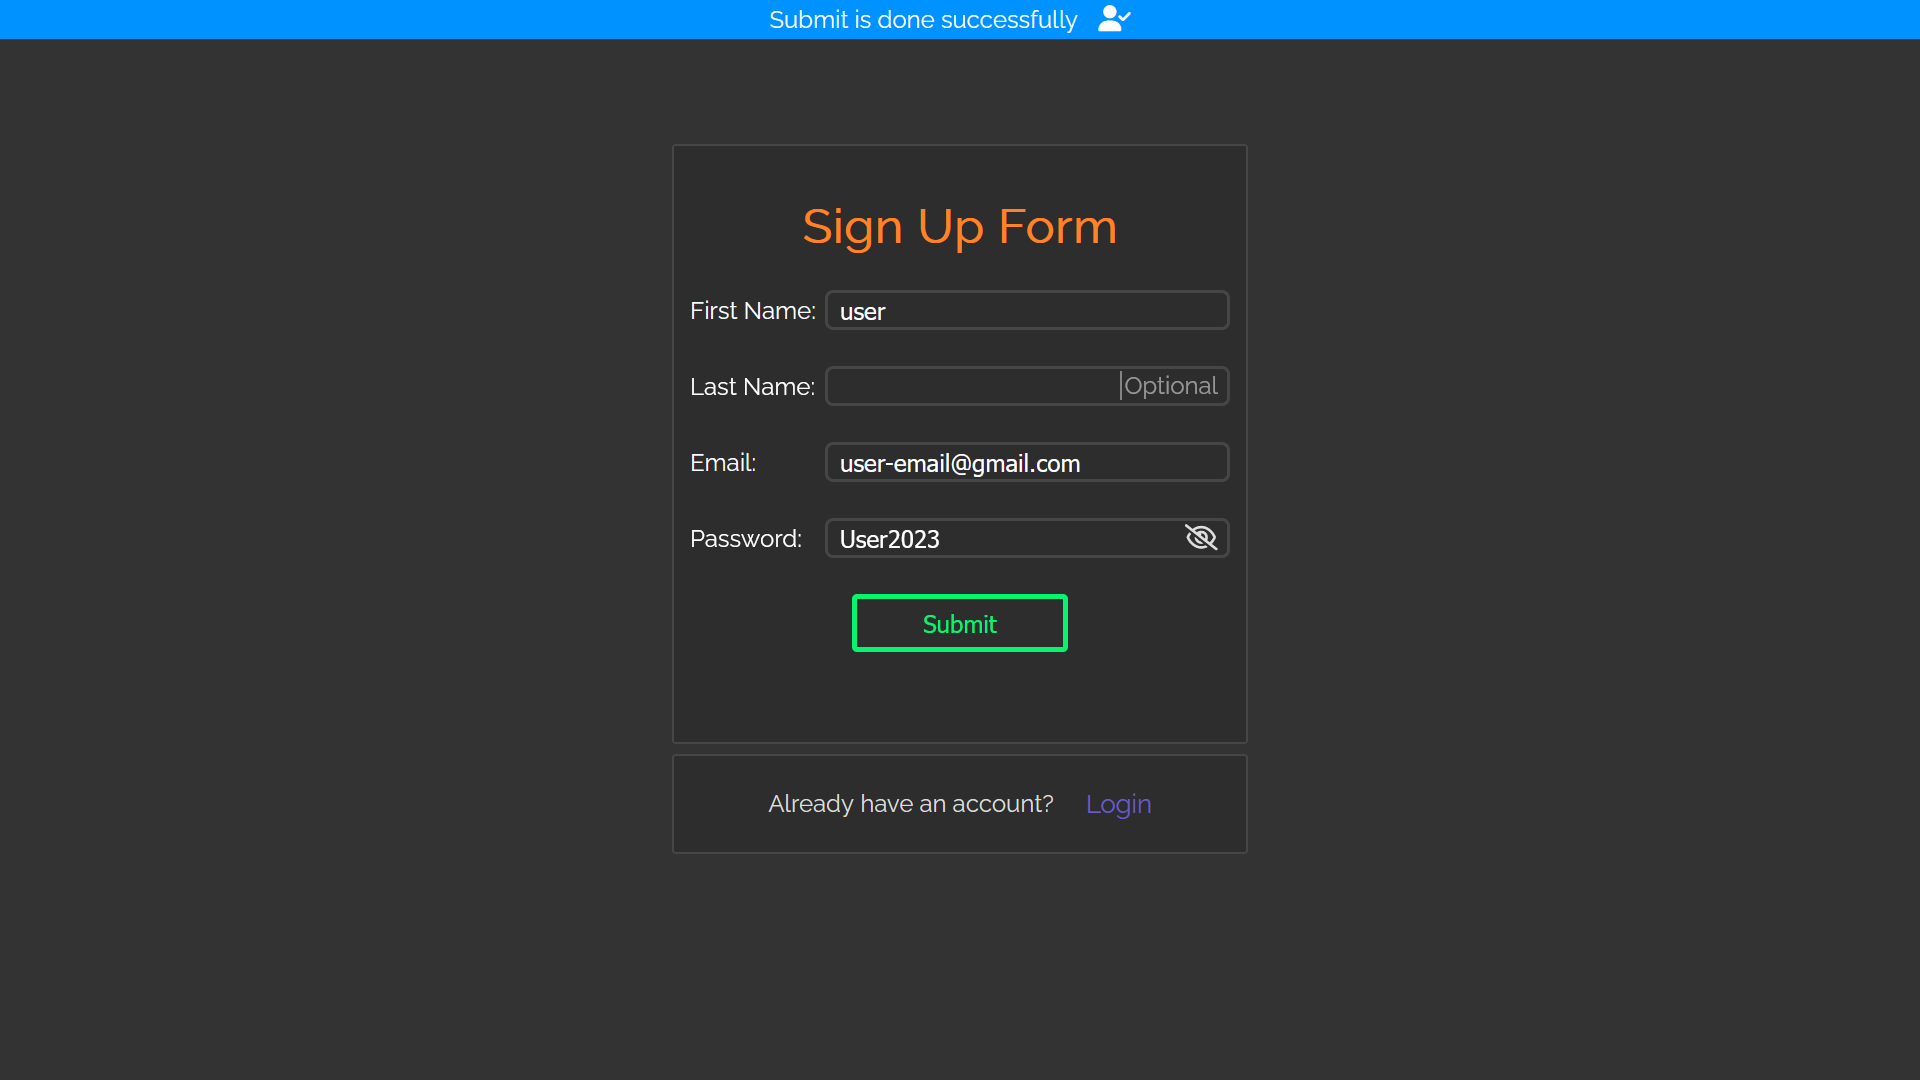 Submit is done successfully
Sign Up Form
First Name: user
Last Name: Optional
Email: user-email@gmail.com
Password: User2023
Submit
Already have an account? Login